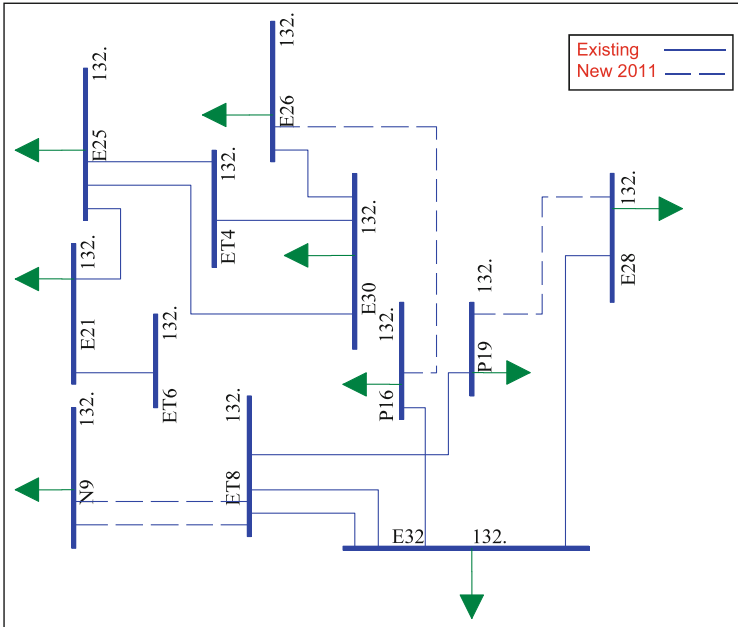 Existing
New 2011
132.
E26
132.
E25
132.
ET4
132.
E28
132.
E30
132.
E21
132.
P19
132.
P16
132.
ET6
132.
ET8
132.
N9
E32
132.